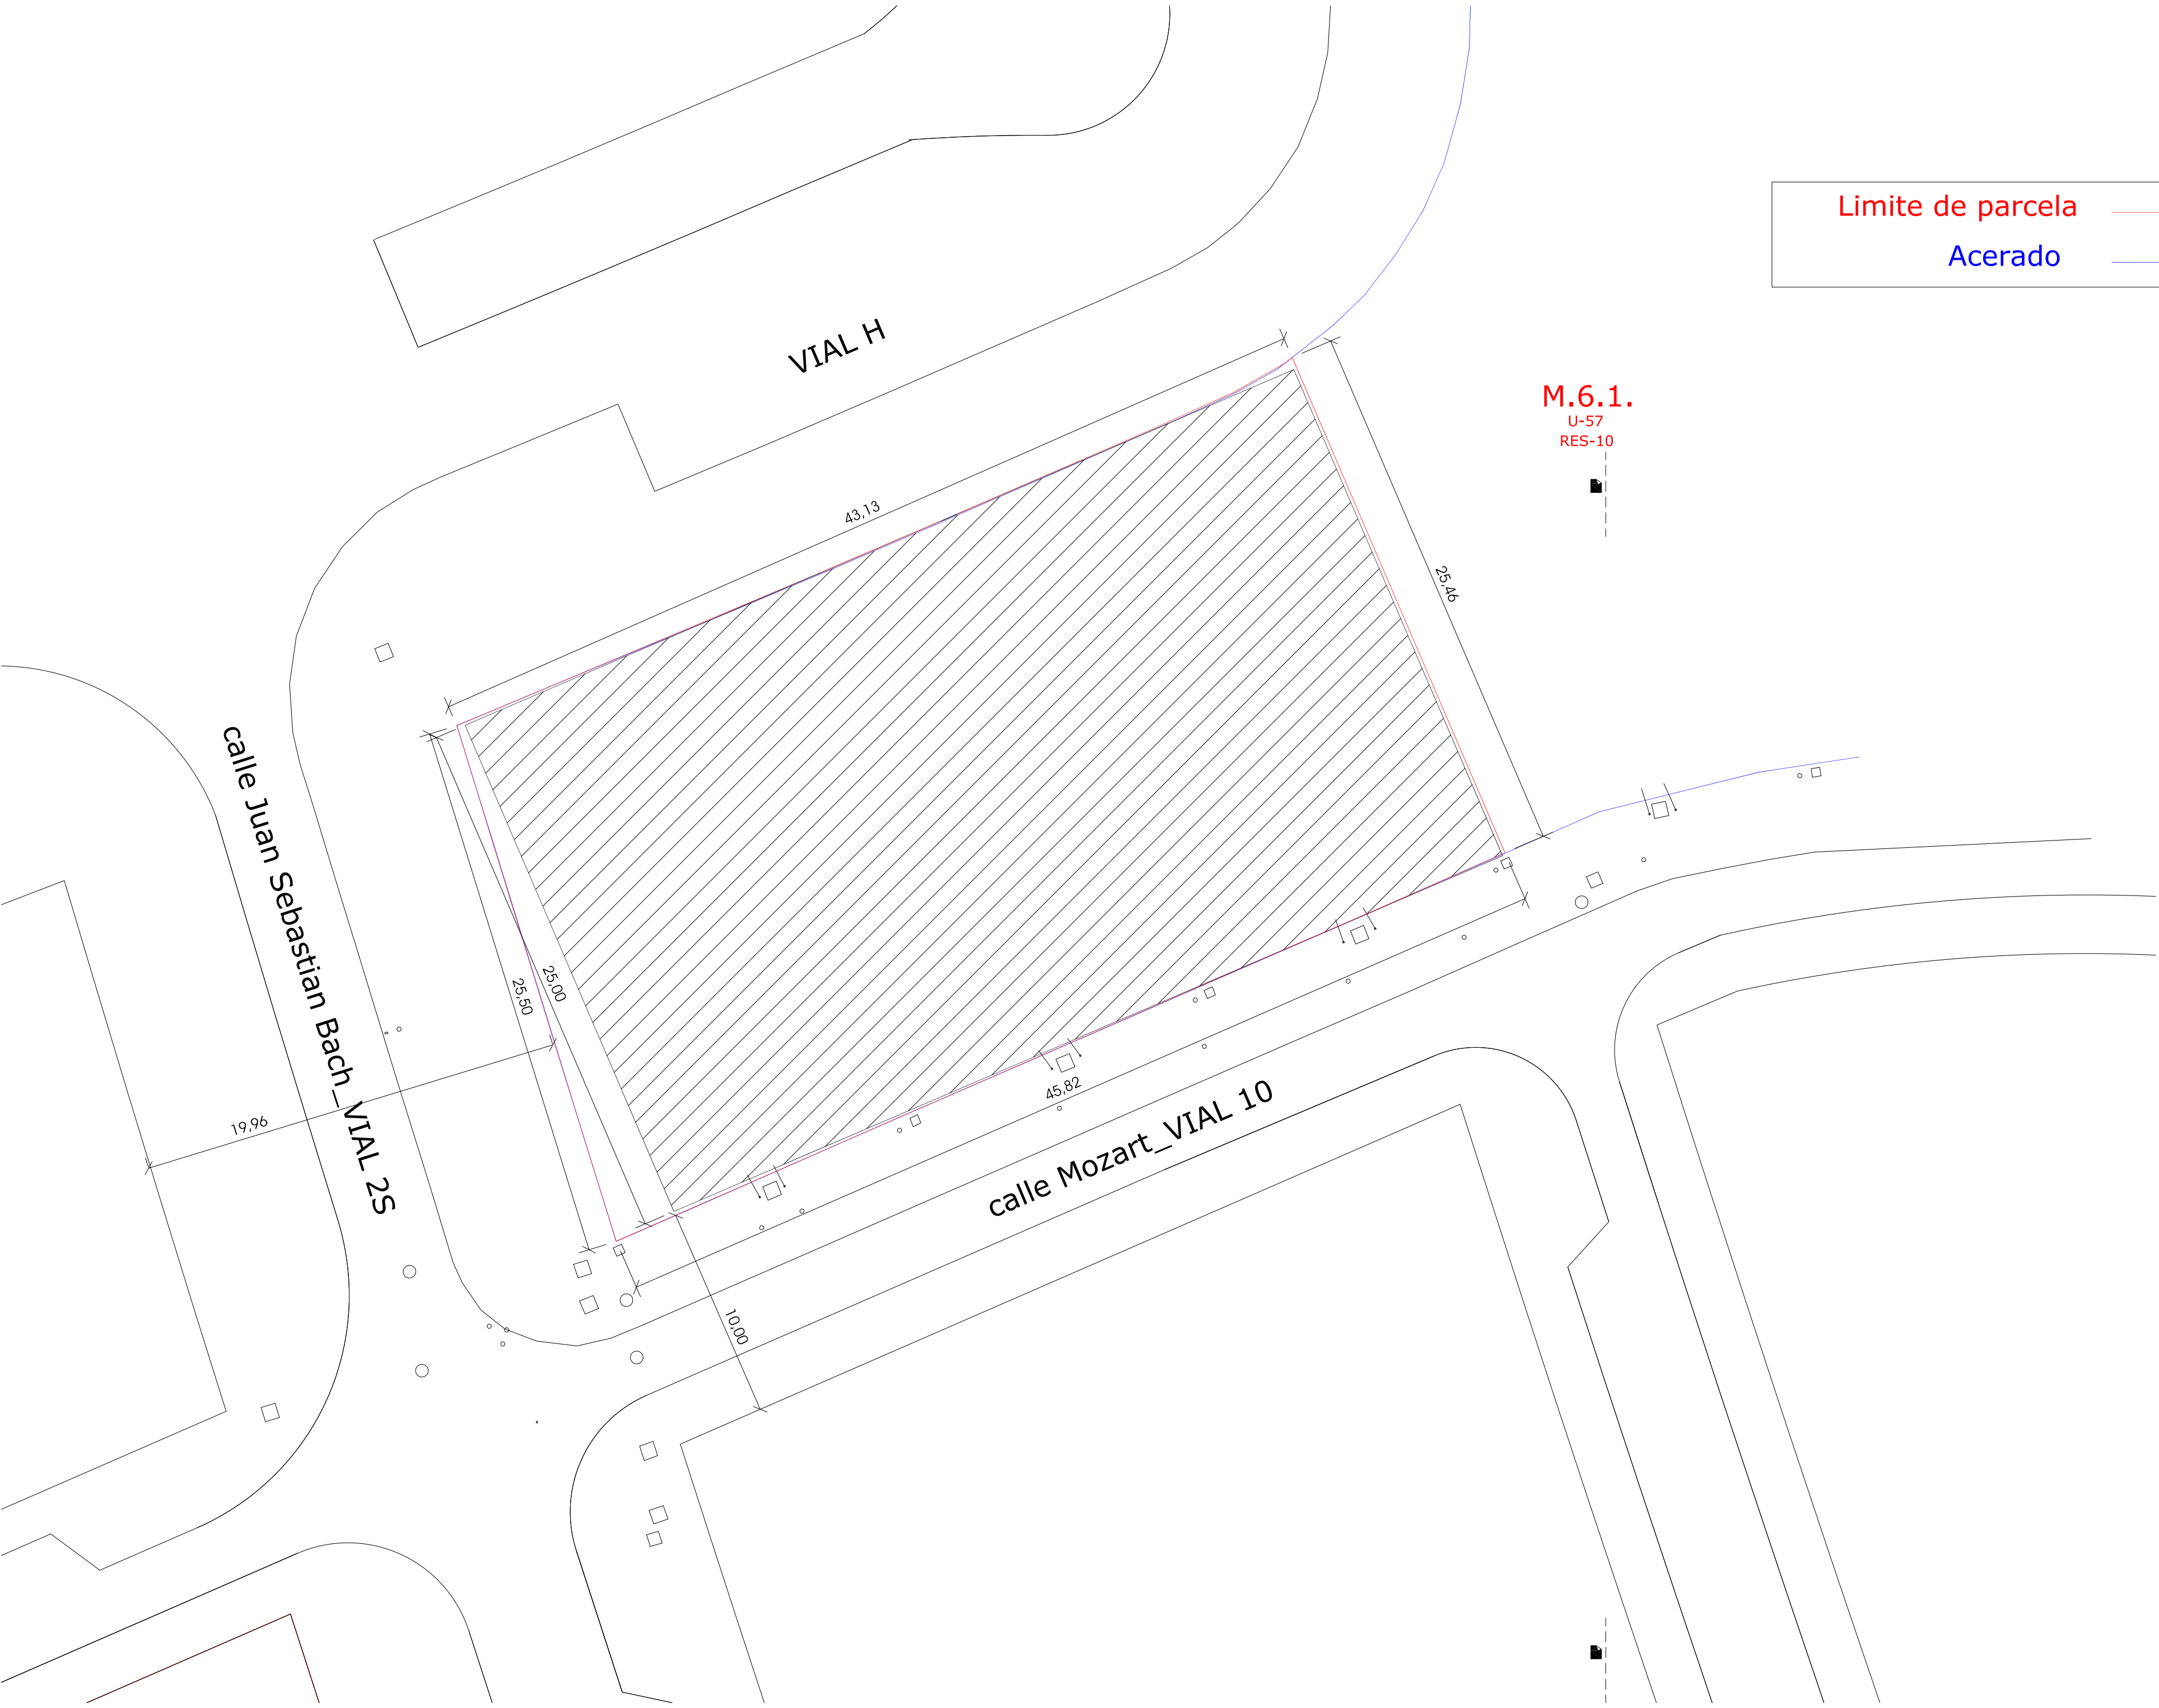 Limite de parcela
Acerado
VIAL H
M.6.1.
U-57
RES-10
43,13
25,46
calle Juan Sebastian Bach_VIAL 2S
25,00
25,50
19,96
45,82
calle Mozart_VIAL 10
10,00